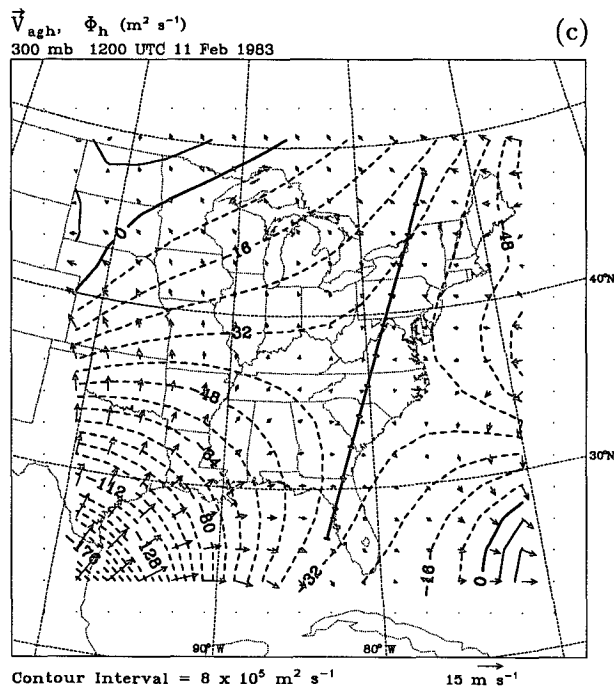 V⃗agh, Φh (m² s⁻¹)
300 mb 1200 UTC 11 Feb 1983
(c)
0
-16
-48
40°N
-32
-48
-64
30°N
-112
-80
-176
-128
-32
-16
0
90°W
80°W
Contour Interval = 8 x 10⁵ m² s⁻¹
15 m s⁻¹